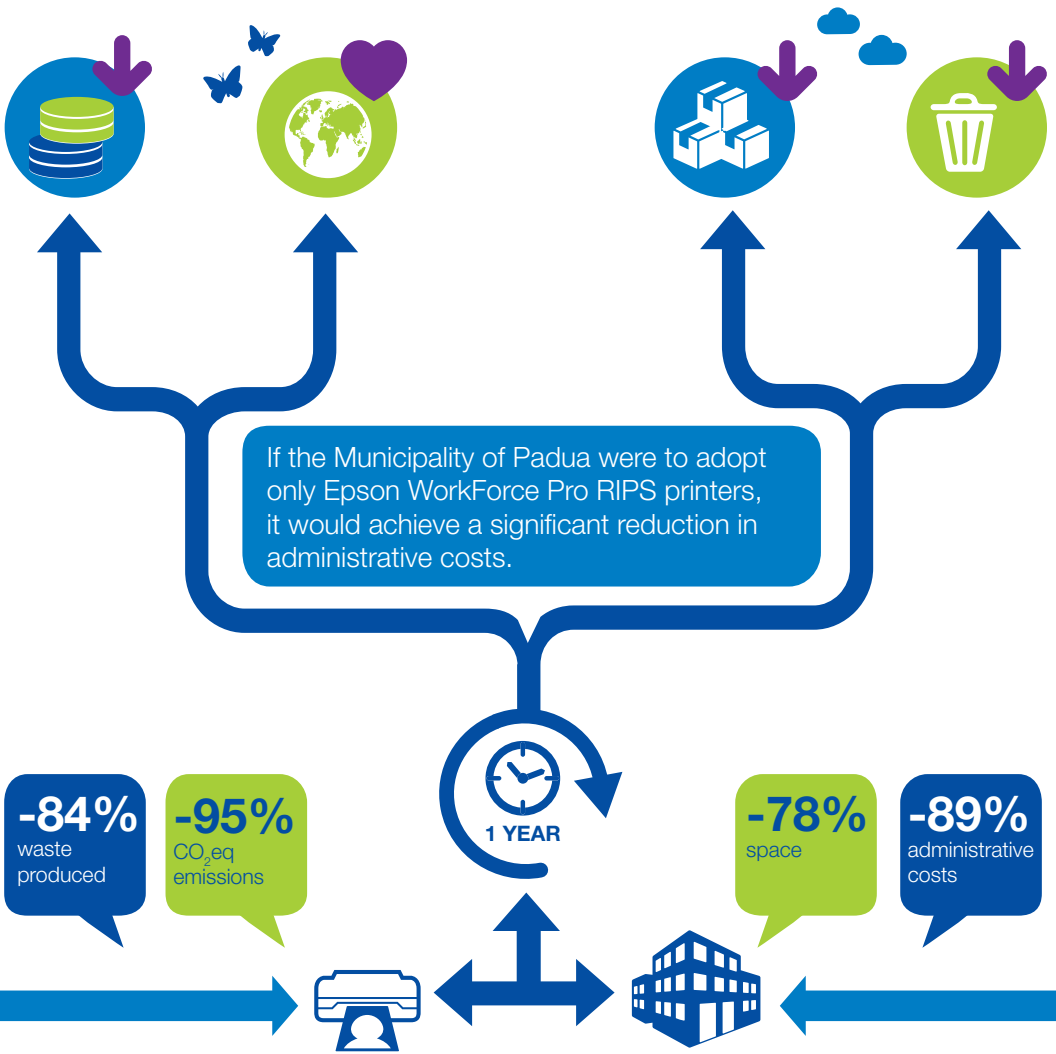 If the Municipality of Padua were to adopt
only Epson WorkForce Pro RIPS printers,
it would achieve a significant reduction in
administrative costs.
1 YEAR
-84%
waste
produced
-95%
CO₂eq
emissions
-78%
space
-89%
administrative
costs